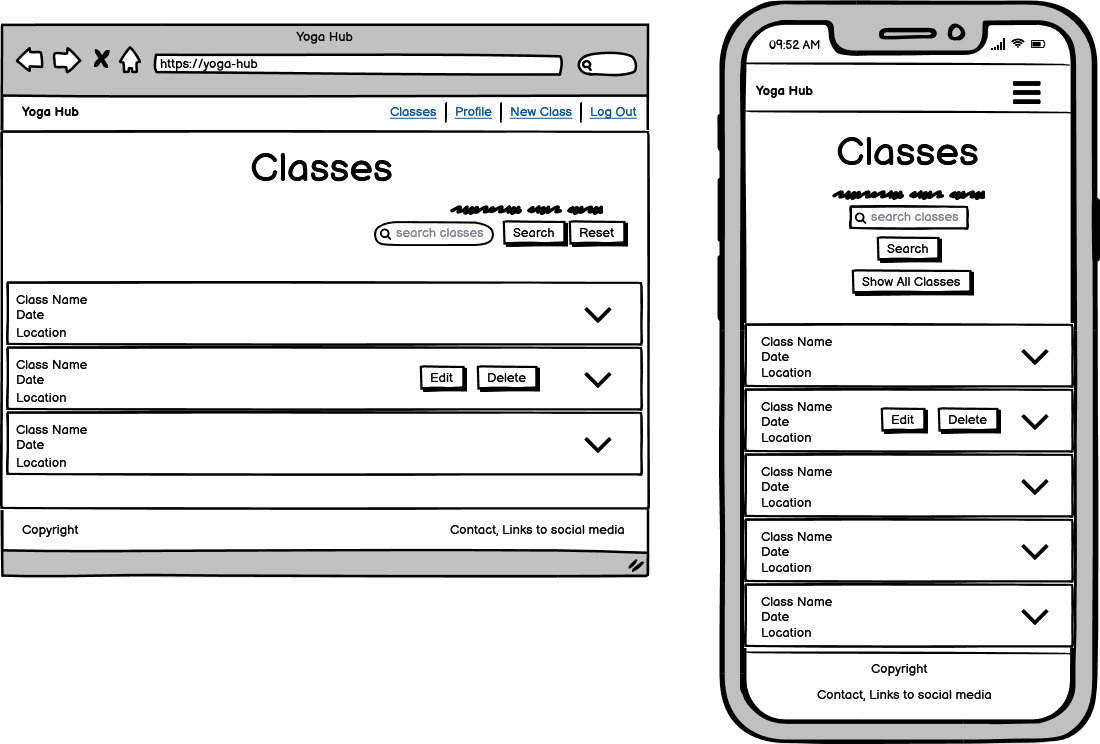 Yoga Hub
https://yoga-hub
Yoga Hub
Classes
Profile
New Class
Log Out
Classes
search classes
Search
Reset
Class Name
Date
Location
Class Name
Date
Location
Edit
Delete
Class Name
Date
Location
Copyright
Contact, Links to social media
09:52 AM
Yoga Hub
Classes
search classes
Search
Show All Classes
Class Name
Date
Location
Class Name
Date
Location
Edit
Delete
Class Name
Date
Location
Class Name
Date
Location
Class Name
Date
Location
Copyright
Contact, Links to social media